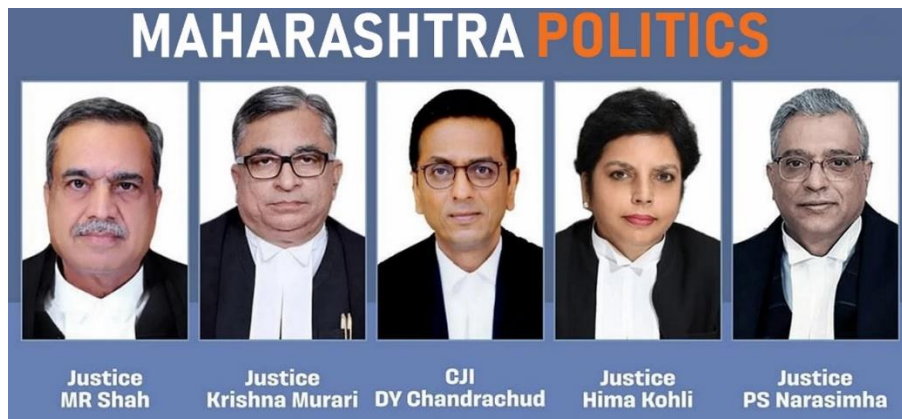 MAHARASHTRA POLITICS
Justice
MR Shah
Justice
Krishna Murari
CJI
DY Chandrachud
Justice
Hima Kohli
Justice
PS Narasimha